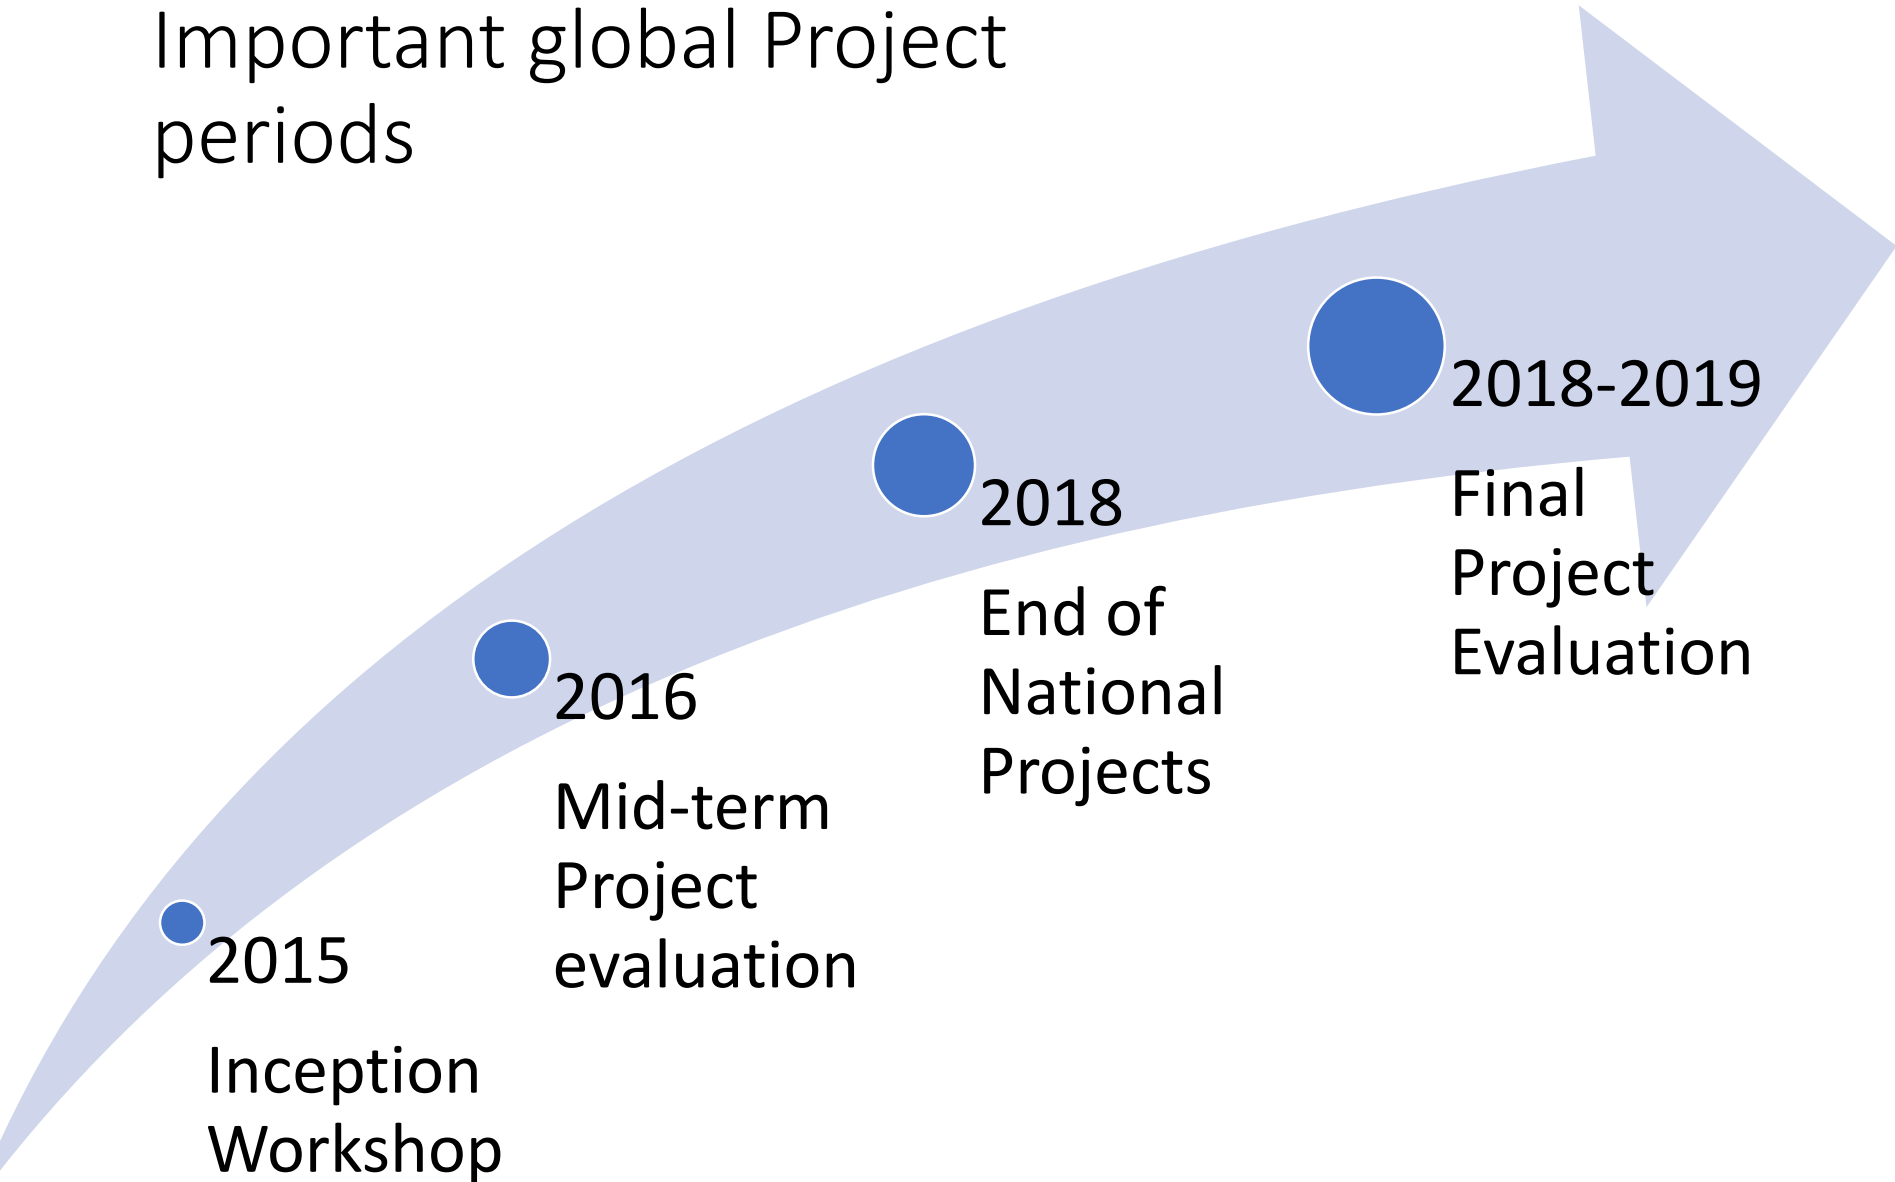 Important global Project
periods
2015
Inception
Workshop
2016
Mid-term
Project
evaluation
2018
End of
National
Projects
2018-2019
Final
Project
Evaluation